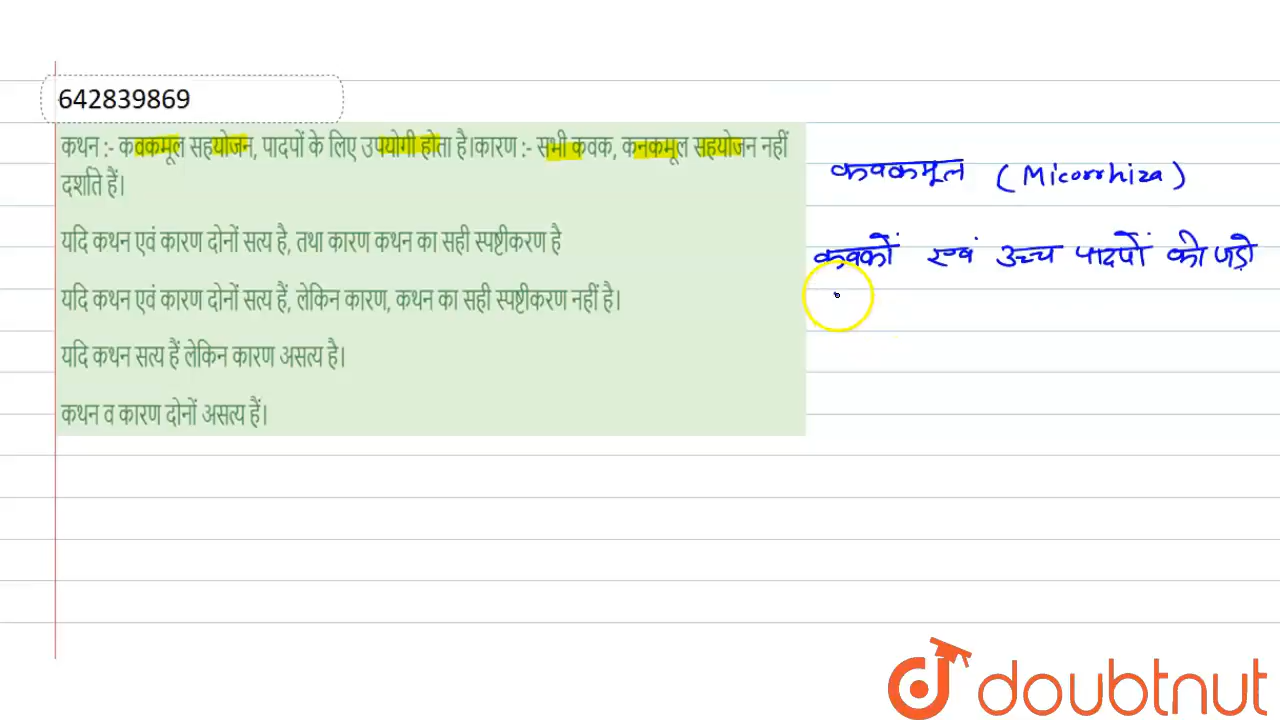 642839869
कथन :- कवकमूल सहयोजन, पादपों के लिए उपयोगी होता है।कारण :- सभी कवक, कनकमूल सहयोजन नहीं
दर्शाते हैं।
यदि कथन एवं कारण दोनों सत्य है, तथा कारण कथन का सही स्पष्टीकरण है
यदि कथन एवं कारण दोनों सत्य हैं, लेकिन कारण, कथन का सही स्पष्टीकरण नहीं है।
यदि कथन सत्य हैं लेकिन कारण असत्य है।
कथन व कारण दोनों असत्य हैं।
कवकमूल (Micorrhiza)
कवकों एवं उच्च पादपों की जड़ो
doubtnut